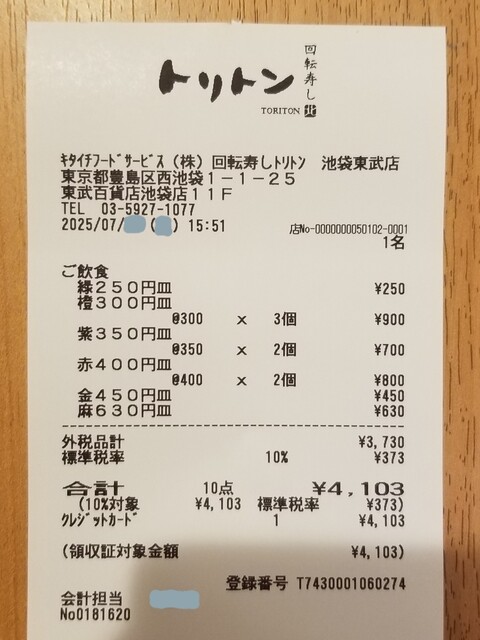 トリトン
回転寿し
TORITON 北
ｷﾀｲﾁﾌｰﾄﾞｻｰﾋﾞｽ（株）回転寿しﾄﾘﾄﾝ　池袋東武店
東京都豊島区西池袋１－１－２５
東武百貨店池袋店１１Ｆ
TEL 03-5927-1077
2025/07/ ( ) 15:51
店No-0000000050102-0001
1名
ご飲食
緑２５０円皿 ¥250
橙３００円皿
@300 x 3個 ¥900
紫３５０円皿
@350 x 2個 ¥700
赤４００円皿
@400 x 2個 ¥800
金４５０円皿 ¥450
麻６３０円皿 ¥630
外税品計 ¥3,730
標準税率 10% ¥373
合計 10点 ¥4,103
(10%対象 ¥4,103 標準税率 ¥373)
ｸﾚｼﾞｯﾄｶｰﾄﾞ 1 ¥4,103
(領収証対象金額 ¥4,103)
登録番号 T7430001060274
会計担当
No0181620